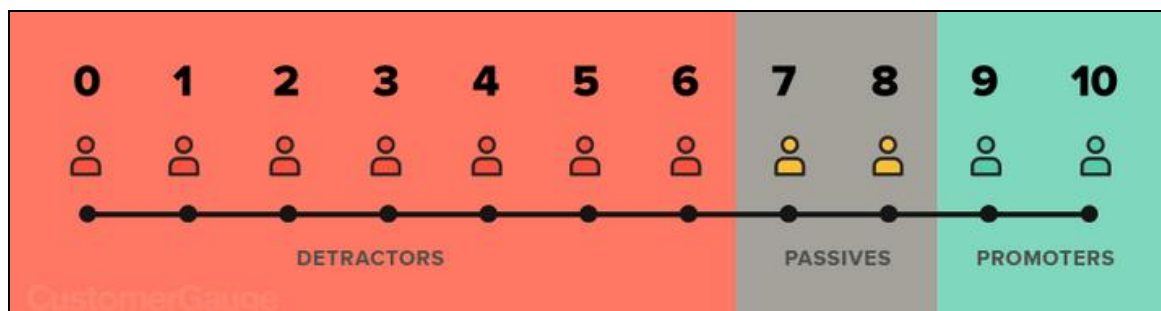 0 1 2 3 4 5 6 7 8 9 10
DETRACTORS PASSIVES PROMOTERS
CustomerGauge